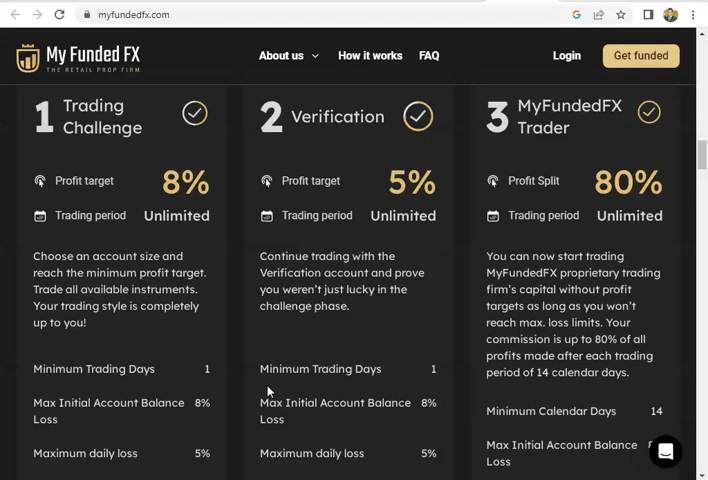 myfundedfx.com
My Funded FX
THE RETAIL PROP FIRM
About us
How it works
FAQ
Login
Get funded
1 Trading
Challenge
Profit target 8%
Trading period Unlimited
Choose an account size and
reach the minimum profit target.
Trade all available instruments.
Your trading style is completely
up to you!
Minimum Trading Days 1
Max Initial Account Balance 8%
Loss
Maximum daily loss 5%
2 Verification
Profit target 5%
Trading period Unlimited
Continue trading with the
Verification account and prove
you weren't just lucky in the
challenge phase.
Minimum Trading Days 1
Max Initial Account Balance 8%
Loss
Maximum daily loss 5%
3 MyFundedFX
Trader
Profit Split 80%
Trading period Unlimited
You can now start trading
MyFundedFX proprietary trading
firm's capital without profit
targets as long as you won't
reach max. loss limits. Your
commission is up to 80% of all
profits made after each trading
period of 14 calendar days.
Minimum Calendar Days 14
Max Initial Account Balance
Loss